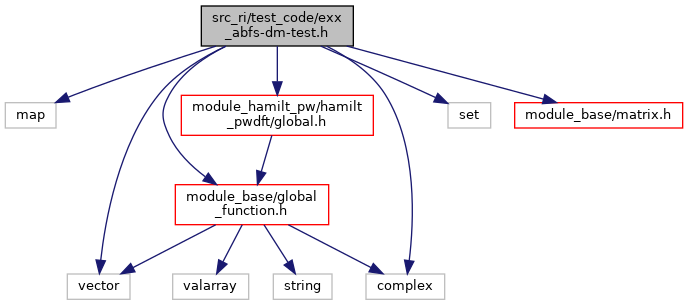 src_ri/test_code/exx
_abfs-dm-test.h
map
module_hamilt_pw/hamilt
_pwdft/global.h
set
module_base/matrix.h
module_base/global
_function.h
vector
valarray
string
complex